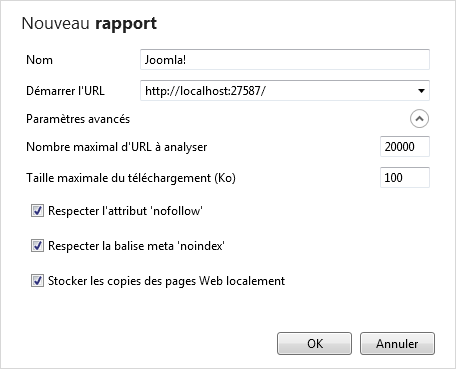 Nouveau rapport
Nom Joomla!
Démarrer l'URL http://localhost:27587/
Paramètres avancés
Nombre maximal d'URL à analyser 20000
Taille maximale du téléchargement (Ko) 100
Respecter l'attribut 'nofollow'
Respecter la balise meta 'noindex'
Stocker les copies des pages Web localement
OK Annuler